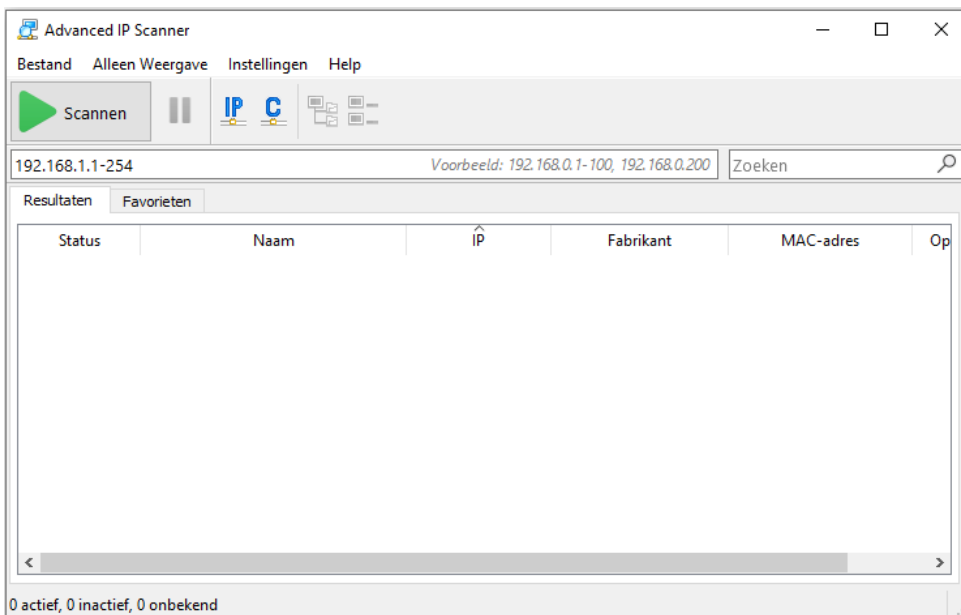 Advanced IP Scanner
Bestand Alleen Weergave Instellingen Help
Scannen IP C
192.168.1.1-254 Voorbeeld: 192.168.0.1-100, 192.168.0.200 Zoeken
Resultaten Favorieten
Status Naam IP Fabrikant MAC-adres Op
0 actief, 0 inactief, 0 onbekend